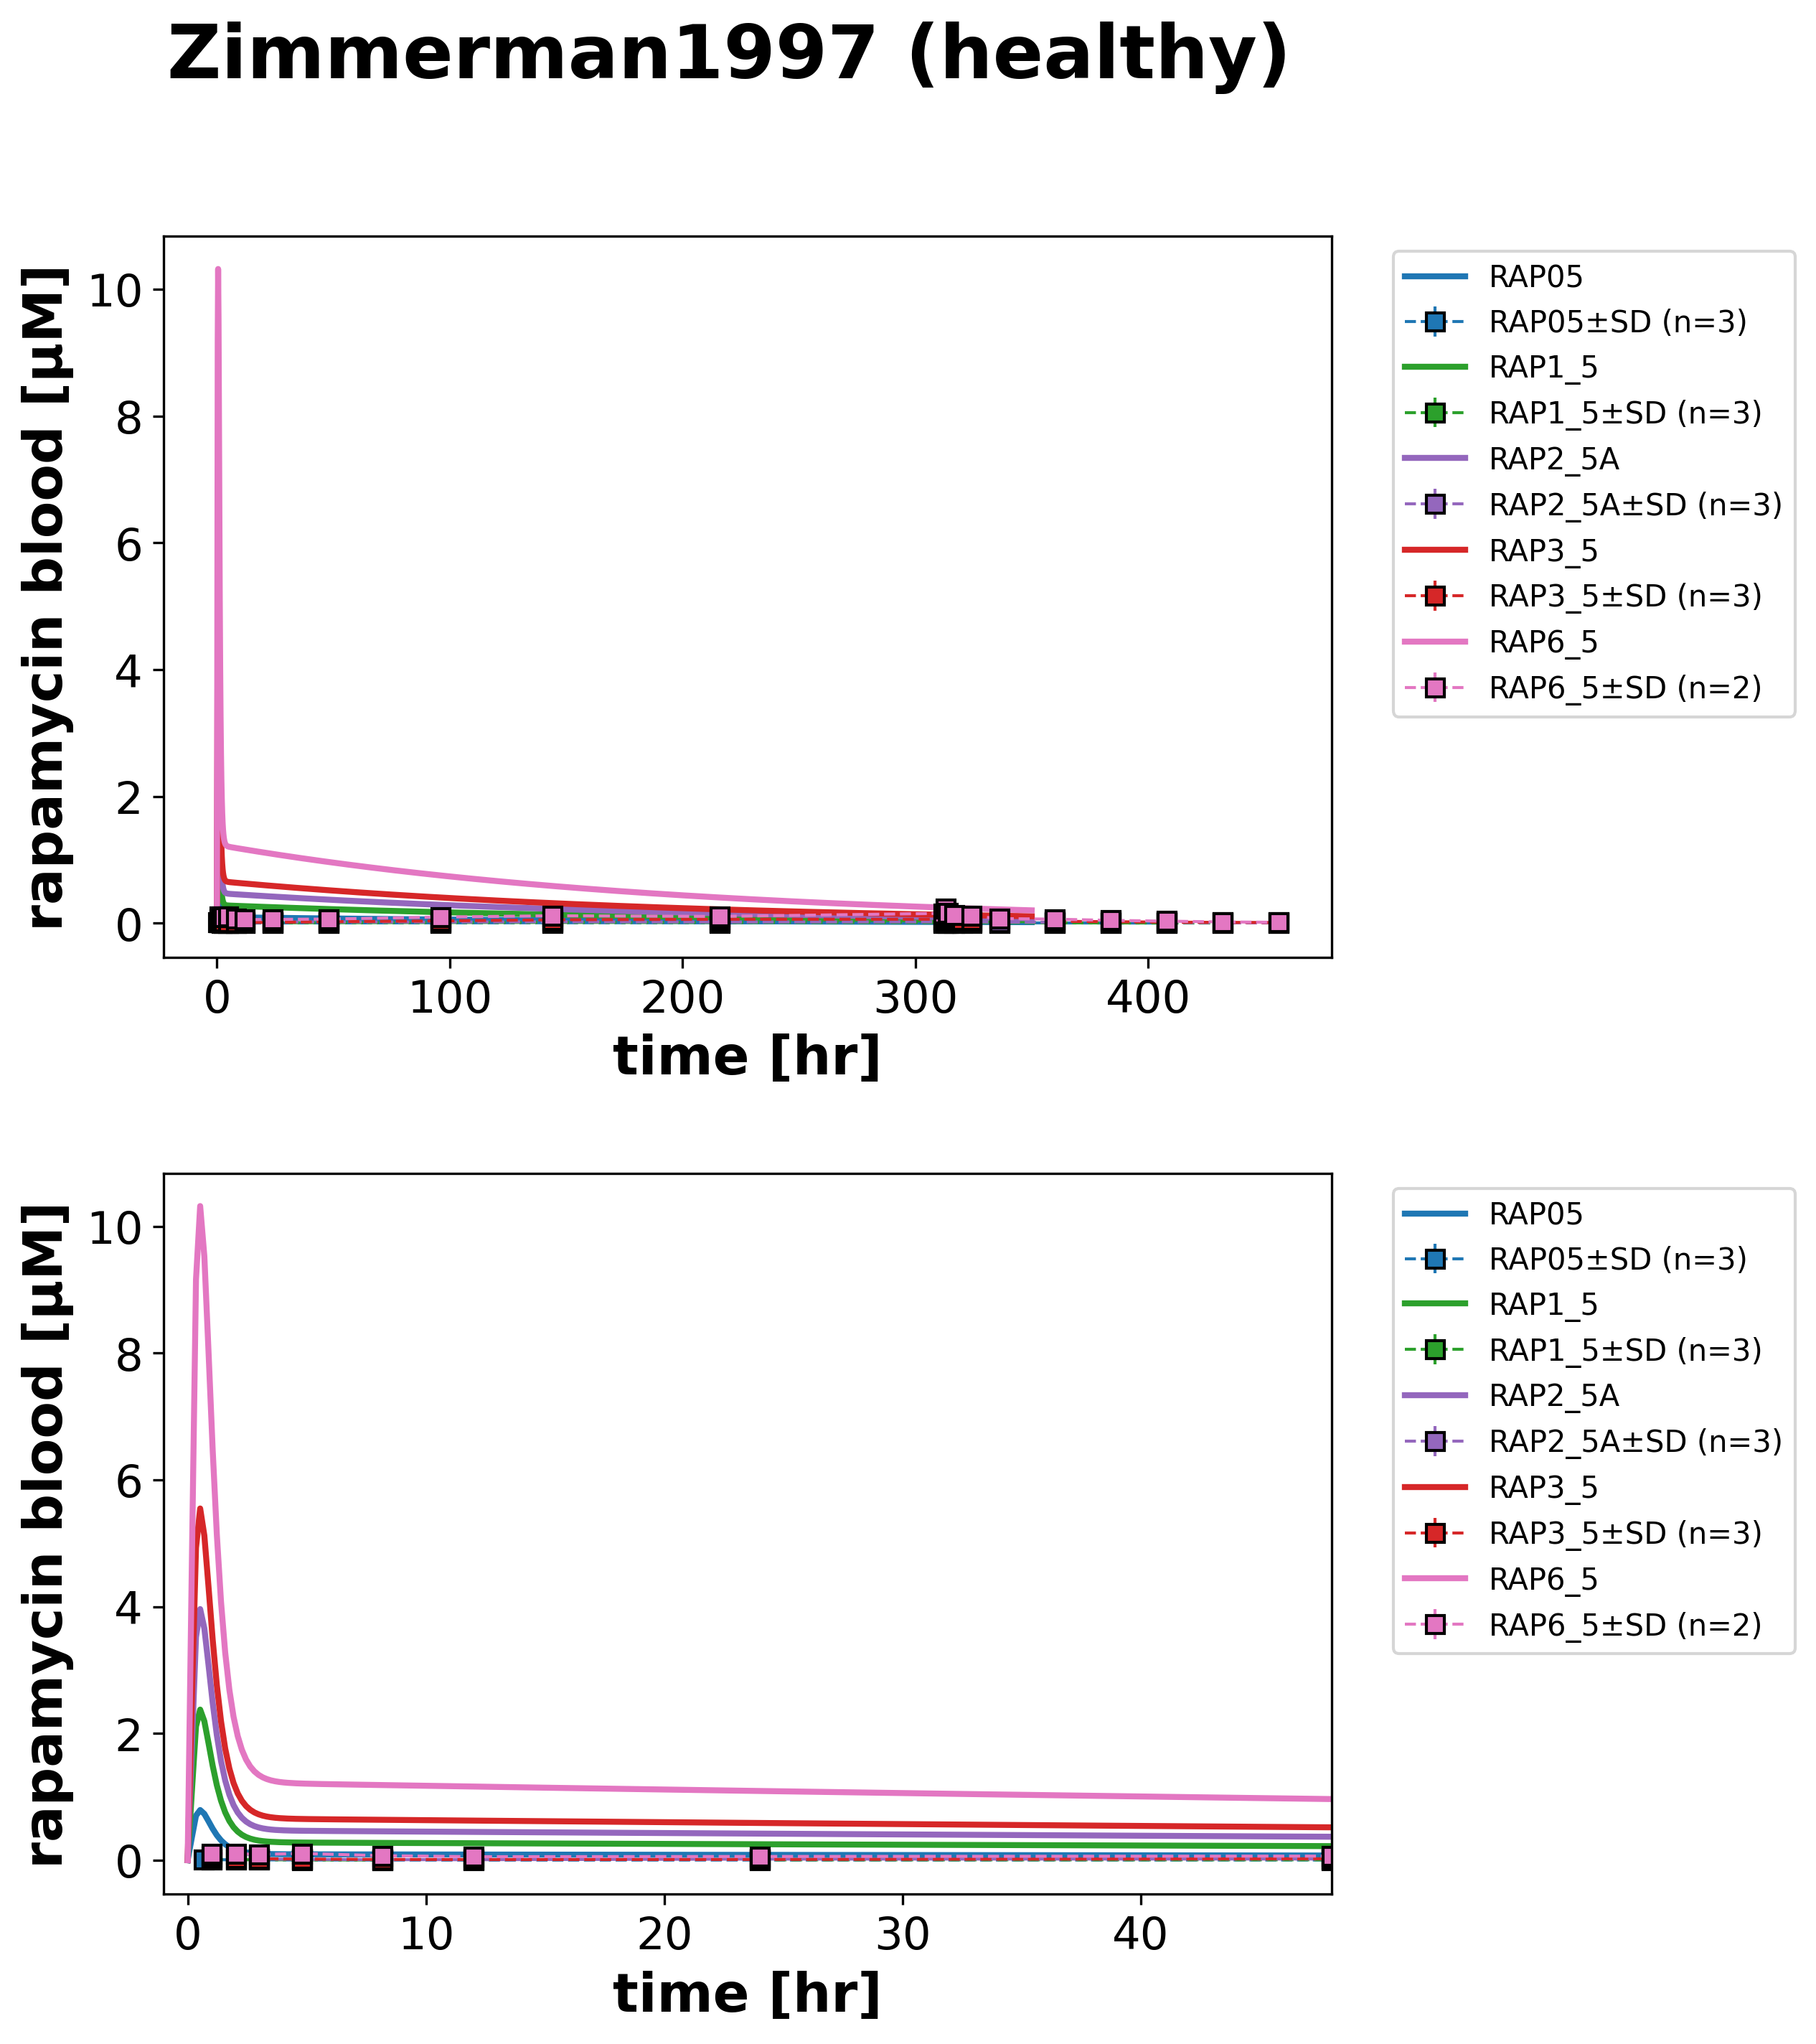 Zimmerman1997 (healthy)
rapamycin blood [µM]
10
8
6
4
2
0
0 100 200 300 400
time [hr]
RAP05
RAP05±SD (n=3)
RAP1_5
RAP1_5±SD (n=3)
RAP2_5A
RAP2_5A±SD (n=3)
RAP3_5
RAP3_5±SD (n=3)
RAP6_5
RAP6_5±SD (n=2)
rapamycin blood [µM]
10
8
6
4
2
0
0 10 20 30 40
time [hr]
RAP05
RAP05±SD (n=3)
RAP1_5
RAP1_5±SD (n=3)
RAP2_5A
RAP2_5A±SD (n=3)
RAP3_5
RAP3_5±SD (n=3)
RAP6_5
RAP6_5±SD (n=2)